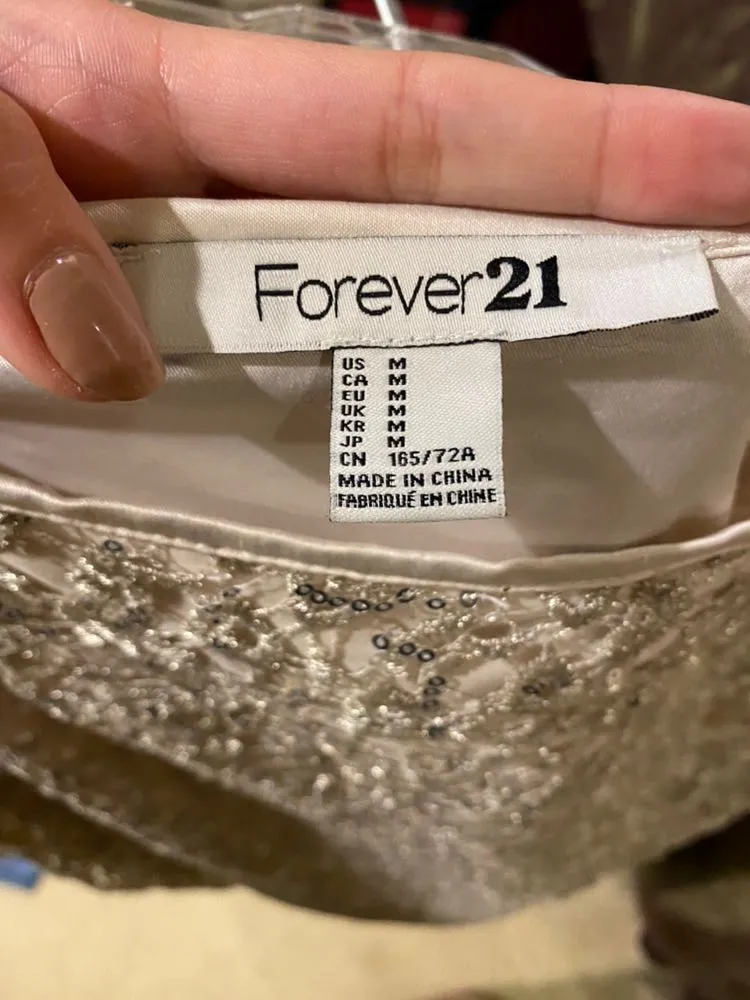 Forever21
US M
CA M
EU M
UK M
KR M
JP M
CN 165/72A
MADE IN CHINA
FABRIQUÉ EN CHINE